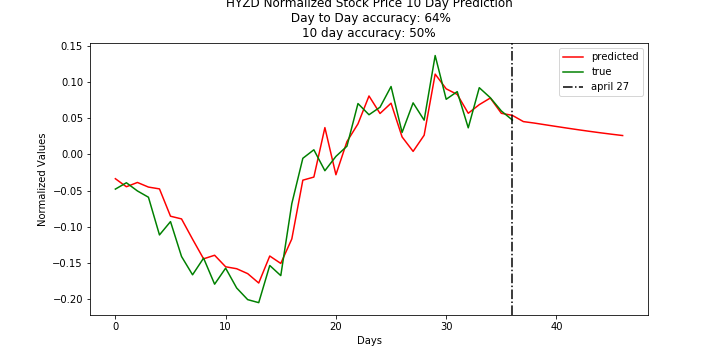 HYZD Normalized Stock Price 10 Day Prediction
Day to Day accuracy: 64%
10 day accuracy: 50%
predicted
true
april 27
Normalized Values
0.15
0.10
0.05
0.00
−0.05
−0.10
−0.15
−0.20
0
10
20
30
40
Days